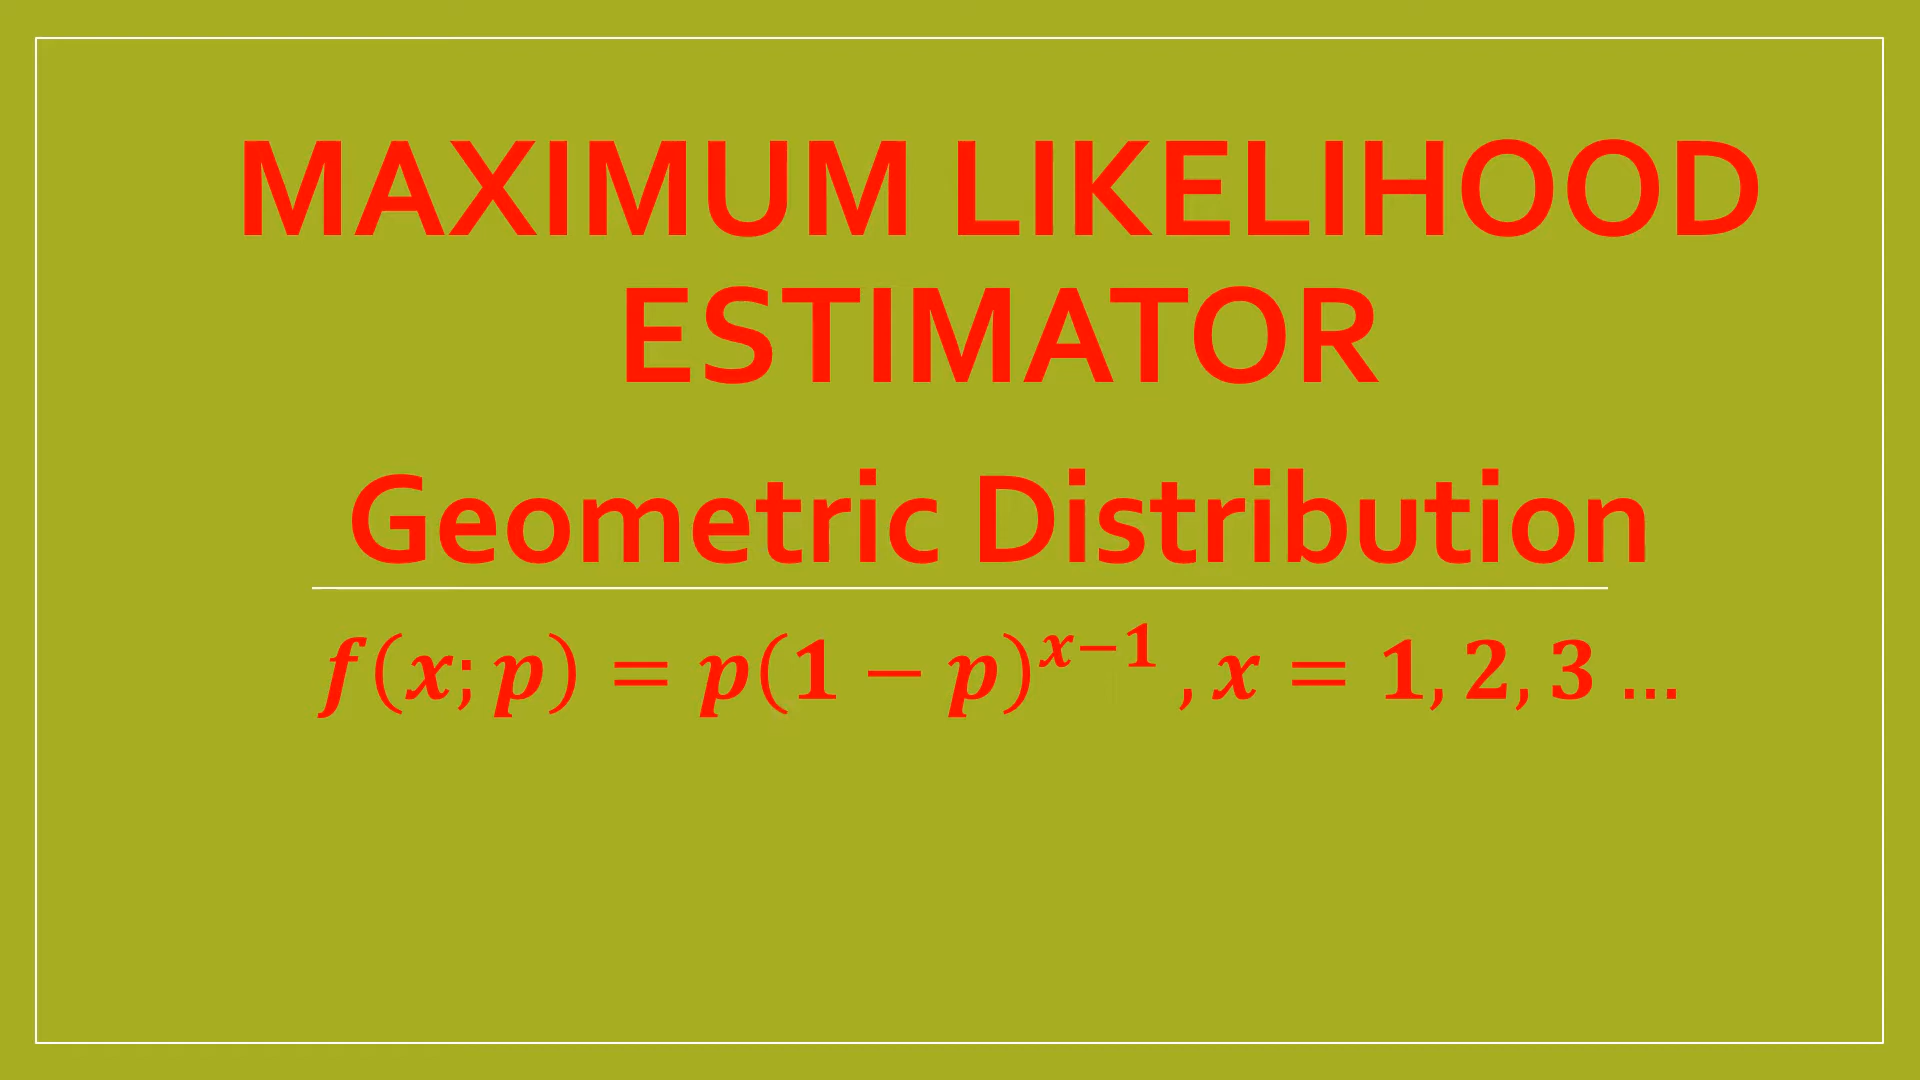 MAXIMUM LIKELIHOOD
ESTIMATOR
Geometric Distribution
f(x; p) = p(1 − p)^{x−1} , x = 1, 2, 3 …